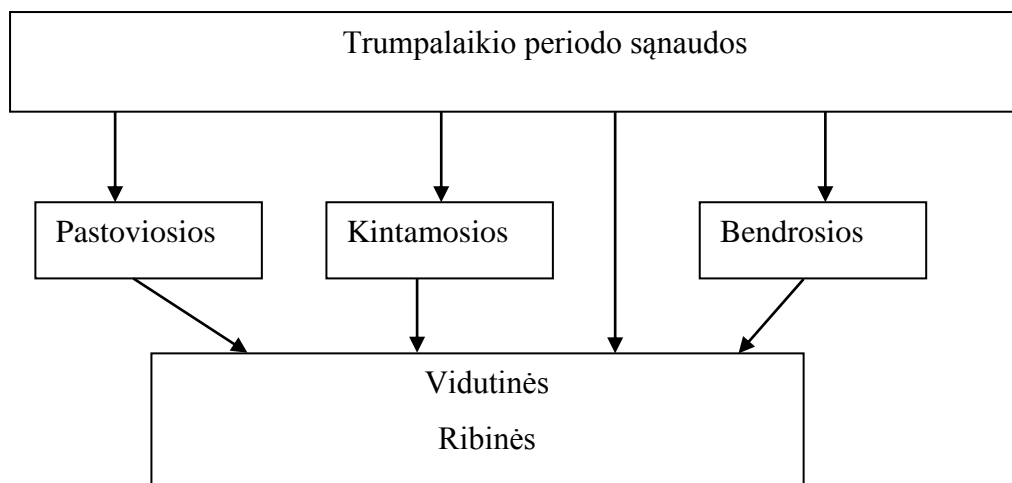 Trumpalaikio periodo sąnaudos
Pastoviosios
Kintamosios
Bendrosios
Vidutinės
Ribinės